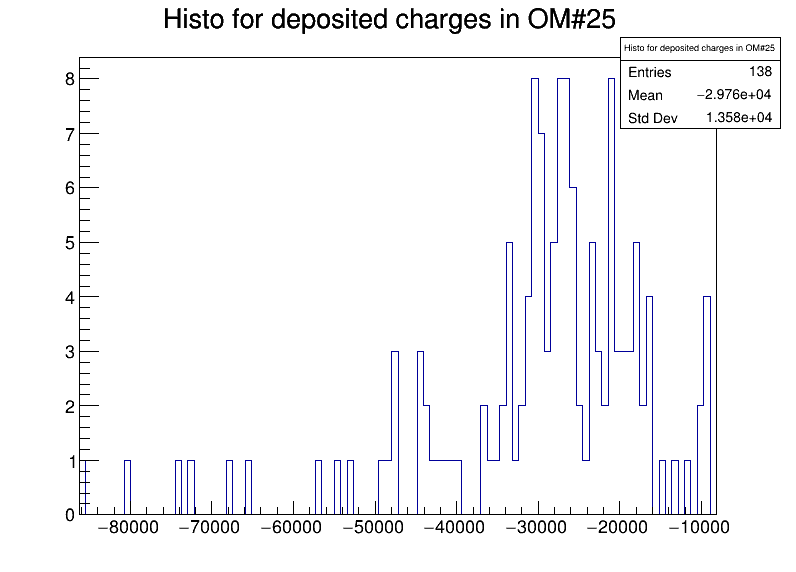 Histo for deposited charges in OM#25
Histo for deposited charges in OM#25
Entries 138
Mean −2.976e+04
Std Dev 1.358e+04
8
7
6
5
4
3
2
1
0
−80000 −70000 −60000 −50000 −40000 −30000 −20000 −10000